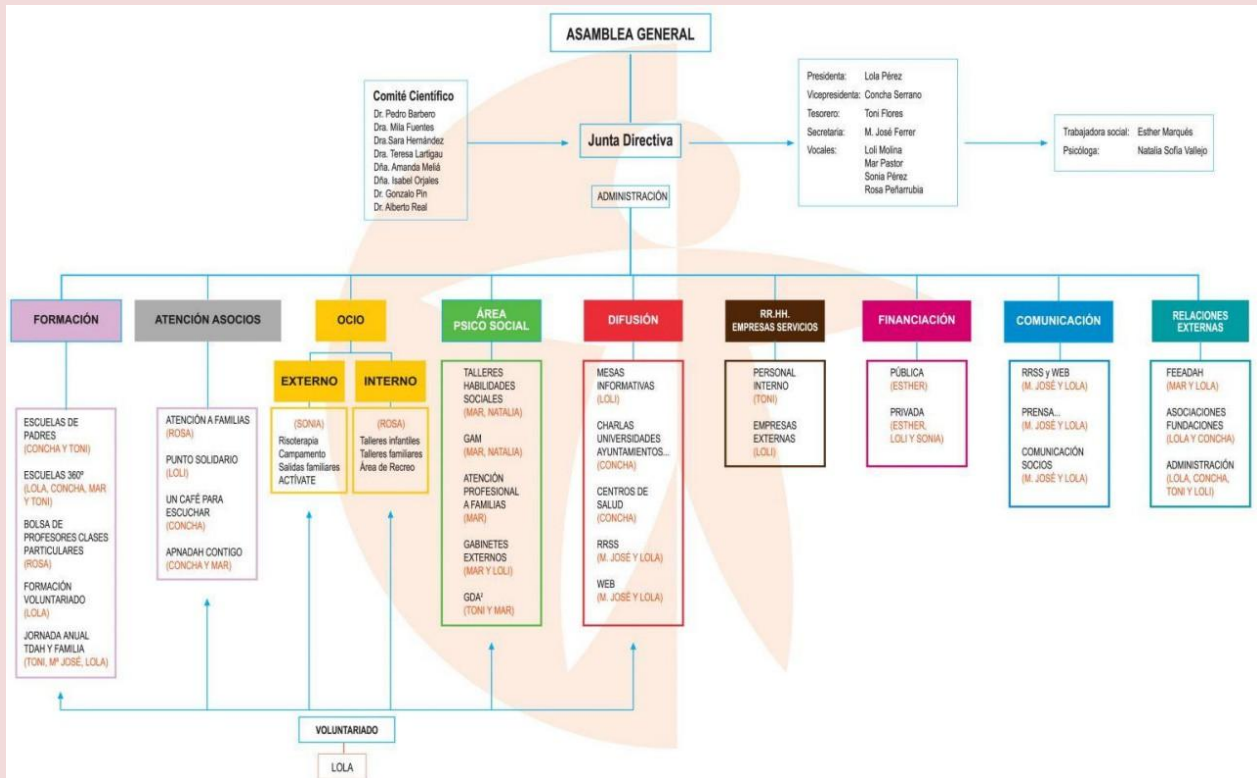 ASAMBLEA GENERAL
Comité Científico
Dr. Pedro Barbero
Dra. Mila Fuentes
Dra.Sara Hernández
Dra. Teresa Lartigau
Dña. Amanda Meliá
Dña. Isabel Orjales
Dr. Gonzalo Pin
Dr. Alberto Real
Junta Directiva
Presidenta: Lola Pérez
Vicepresidenta: Concha Serrano
Tesorero: Toni Flores
Secretaria: M. José Ferrer
Vocales: Loli Molina
Mar Pastor
Sonia Pérez
Rosa Peñarrubia
Trabajadora social: Esther Marqués
Psicóloga: Natalia Sofía Vallejo
ADMINISTRACIÓN
FORMACIÓN
ESCUELAS DE
PADRES
(CONCHA Y TONI)
ESCUELAS 360º
(LOLA, CONCHA, MAR
Y TONI)
BOLSA DE
PROFESORES CLASES
PARTICULARES
(ROSA)
FORMACIÓN
VOLUNTARIADO
(LOLA)
JORNADA ANUAL
TDAH Y FAMILIA
(TONI, Mª JOSÉ, LOLA)
ATENCIÓN ASOCIOS
ATENCIÓN A FAMILIAS
(ROSA)
PUNTO SOLIDARIO
(LOLI)
UN CAFÉ PARA
ESCUCHAR
(CONCHA)
APNADAH CONTIGO
(CONCHA Y MAR)
OCIO
EXTERNO
(SONIA)
Risoterapia
Campamento
Salidas familiares
ACTÍVATE
INTERNO
(ROSA)
Talleres infantiles
Talleres familiares
Área de Recreo
ÁREA
PSICO SOCIAL
TALLERES
HABILIDADES
SOCIALES
(MAR, NATALIA)
GAM
(MAR, NATALIA)
ATENCIÓN
PROFESIONAL
A FAMILIAS
(MAR)
GABINETES
EXTERNOS
(MAR Y LOLI)
GDA²
(TONI Y MAR)
DIFUSIÓN
MESAS
INFORMATIVAS
(LOLI)
CHARLAS
UNIVERSIDADES
AYUNTAMIENTOS...
(CONCHA)
CENTROS DE
SALUD
(CONCHA)
RRSS
(M. JOSÉ Y LOLA)
WEB
(M. JOSÉ Y LOLA)
RR.HH.
EMPRESAS SERVICIOS
PERSONAL
INTERNO
(TONI)
EMPRESAS
EXTERNAS
(LOLI)
FINANCIACIÓN
PÚBLICA
(ESTHER)
PRIVADA
(ESTHER,
LOLI Y SONIA)
COMUNICACIÓN
RRSS y WEB
(M. JOSÉ Y LOLA)
PRENSA...
(M. JOSÉ Y LOLA)
COMUNICACIÓN
SOCIOS
(M. JOSÉ Y LOLA)
RELACIONES
EXTERNAS
FEEADAH
(MAR Y LOLA)
ASOCIACIONES
FUNDACIONES
(LOLA Y CONCHA)
ADMINISTRACIÓN
(LOLA, CONCHA,
TONI Y LOLI)
VOLUNTARIADO
LOLA